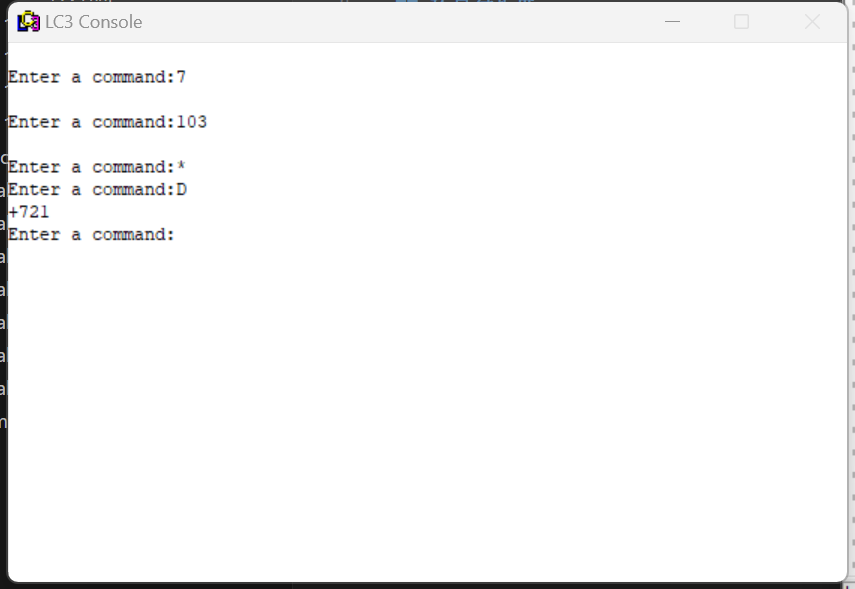 LC3 Console
Enter a command:7
Enter a command:103
Enter a command:*
Enter a command:D
+721
Enter a command: